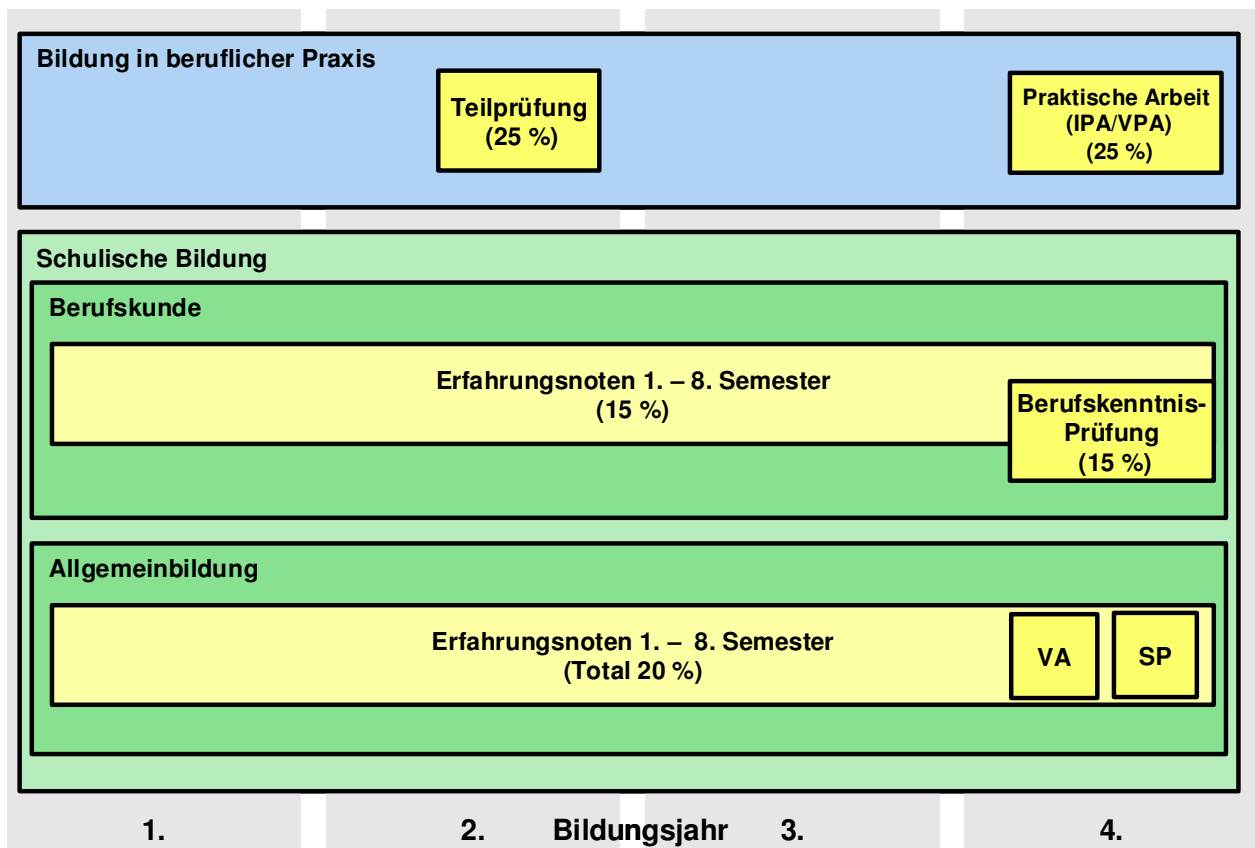 Bildung in beruflicher Praxis
Teilprüfung
(25 %)
Praktische Arbeit
(IPA/VPA)
(25 %)
Schulische Bildung
Berufskunde
Erfahrungsnoten 1. – 8. Semester
(15 %)
Berufskenntnis-
Prüfung
(15 %)
Allgemeinbildung
Erfahrungsnoten 1. –  8. Semester
(Total 20 %)
VA
SP
1. 2. Bildungsjahr 3. 4.